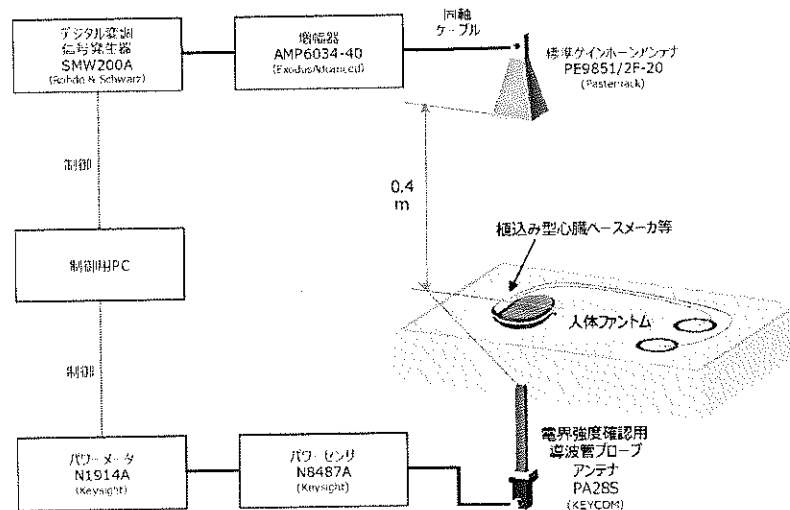 デジタル変調
信号発生器
SMW200A
(Rohde & Schwarz)
増幅器
AMP6034-40
(ExodusAdvanced)
同軸
ケーブル
標準ゲインホーンアンテナ
PE9851/2F-20
(Pasternack)
制御
0.4
m
制御用PC
植込み型心臓ペースメーカ等
人体ファントム
制御
パワーメータ
N1914A
(Keysight)
パワーセンサ
N8487A
(Keysight)
電界強度確認用
導波管プローブ
アンテナ
PA28S
(KEYCOM)